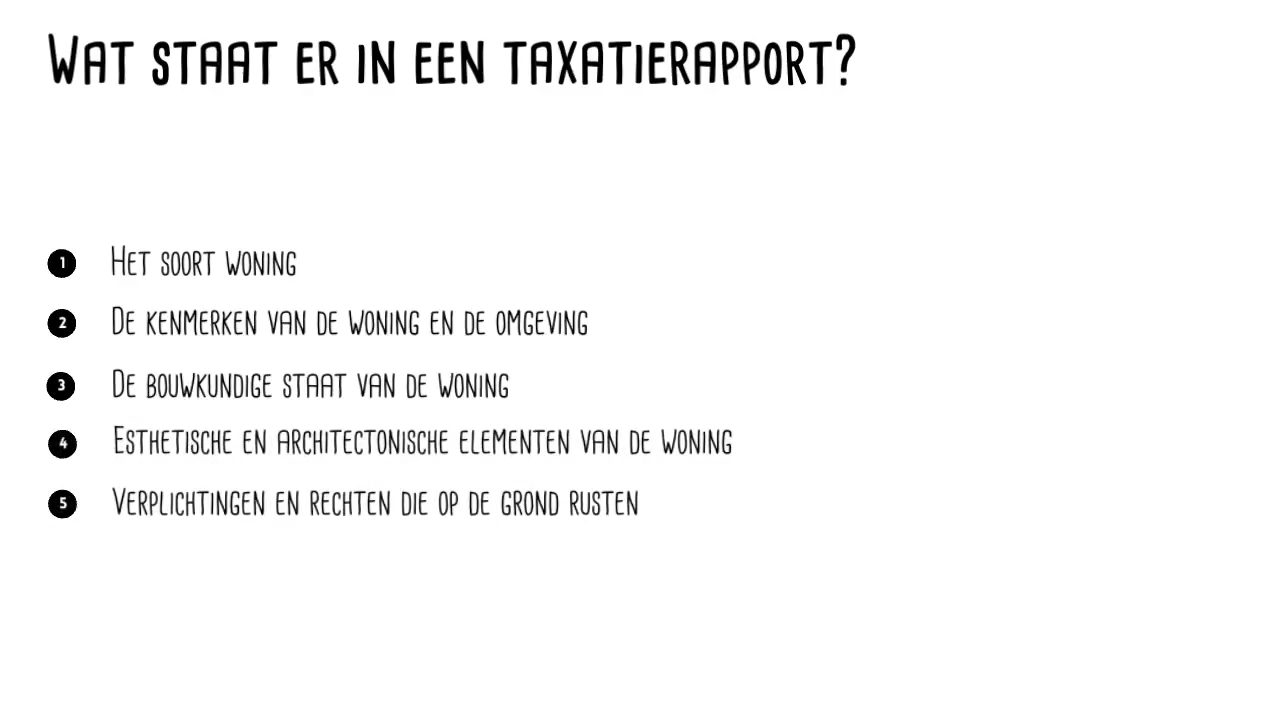 Wat staat er in een taxatierapport?
1 Het soort woning
2 De kenmerken van de woning en de omgeving
3 De bouwkundige staat van de woning
4 Esthetische en architectonische elementen van de woning
5 Verplichtingen en rechten die op de grond rusten